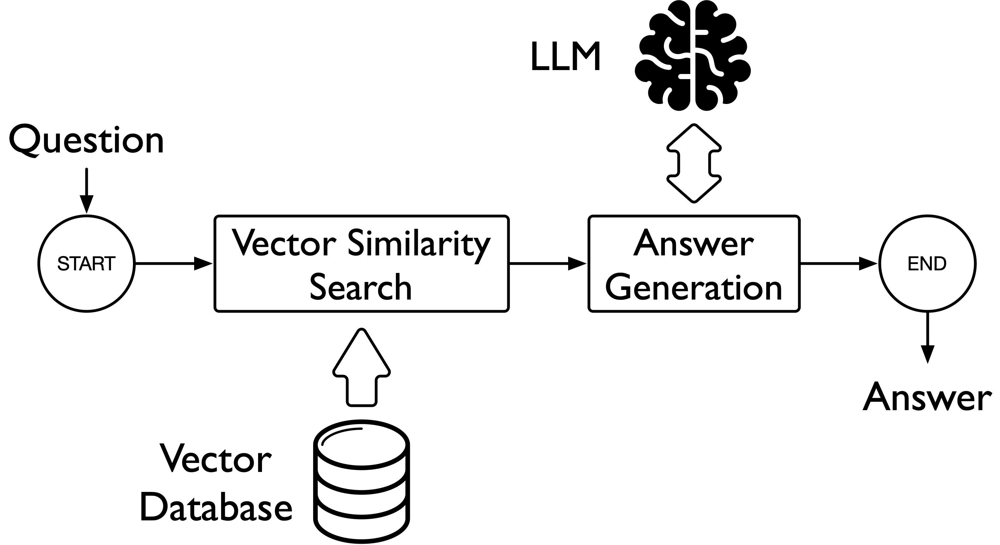 LLM
Question
START
Vector Similarity
Search
Answer
Generation
END
Answer
Vector
Database